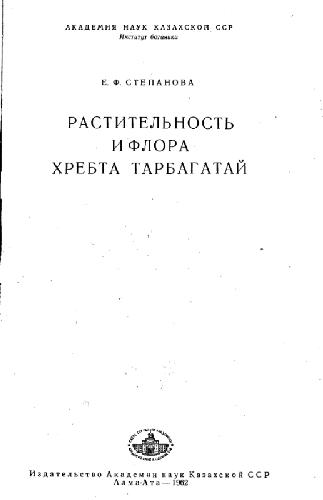 АКАДЕМИЯ НАУК КАЗАХСКОЙ ССР
Институт ботаники
Е. Ф. СТЕПАНОВА
РАСТИТЕЛЬНОСТЬ
И ФЛОРА
ХРЕБТА ТАРБАГАТАЙ
Издательство Академии наук Казахской ССР
Алма-Ата — 1962